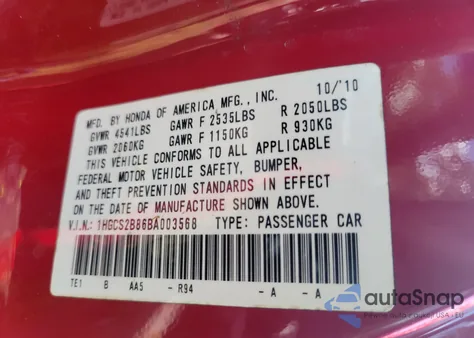 MFD. BY HONDA OF AMERICA MFG., INC. 10/'10
GVWR 4541LBS GAWR F 2535LBS R 2050LBS
GVWR 2060KG GAWR F 1150KG R 930KG
THIS VEHICLE CONFORMS TO ALL APPLICABLE
FEDERAL MOTOR VEHICLE SAFETY, BUMPER,
AND THEFT PREVENTION STANDARDS IN EFFECT
ON THE DATE OF MANUFACTURE SHOWN ABOVE.
V.I.N.: 1HGCS2B86BA003568 TYPE: PASSENGER CAR
TE1 B AA5 - R94 - A - A
autoSnap